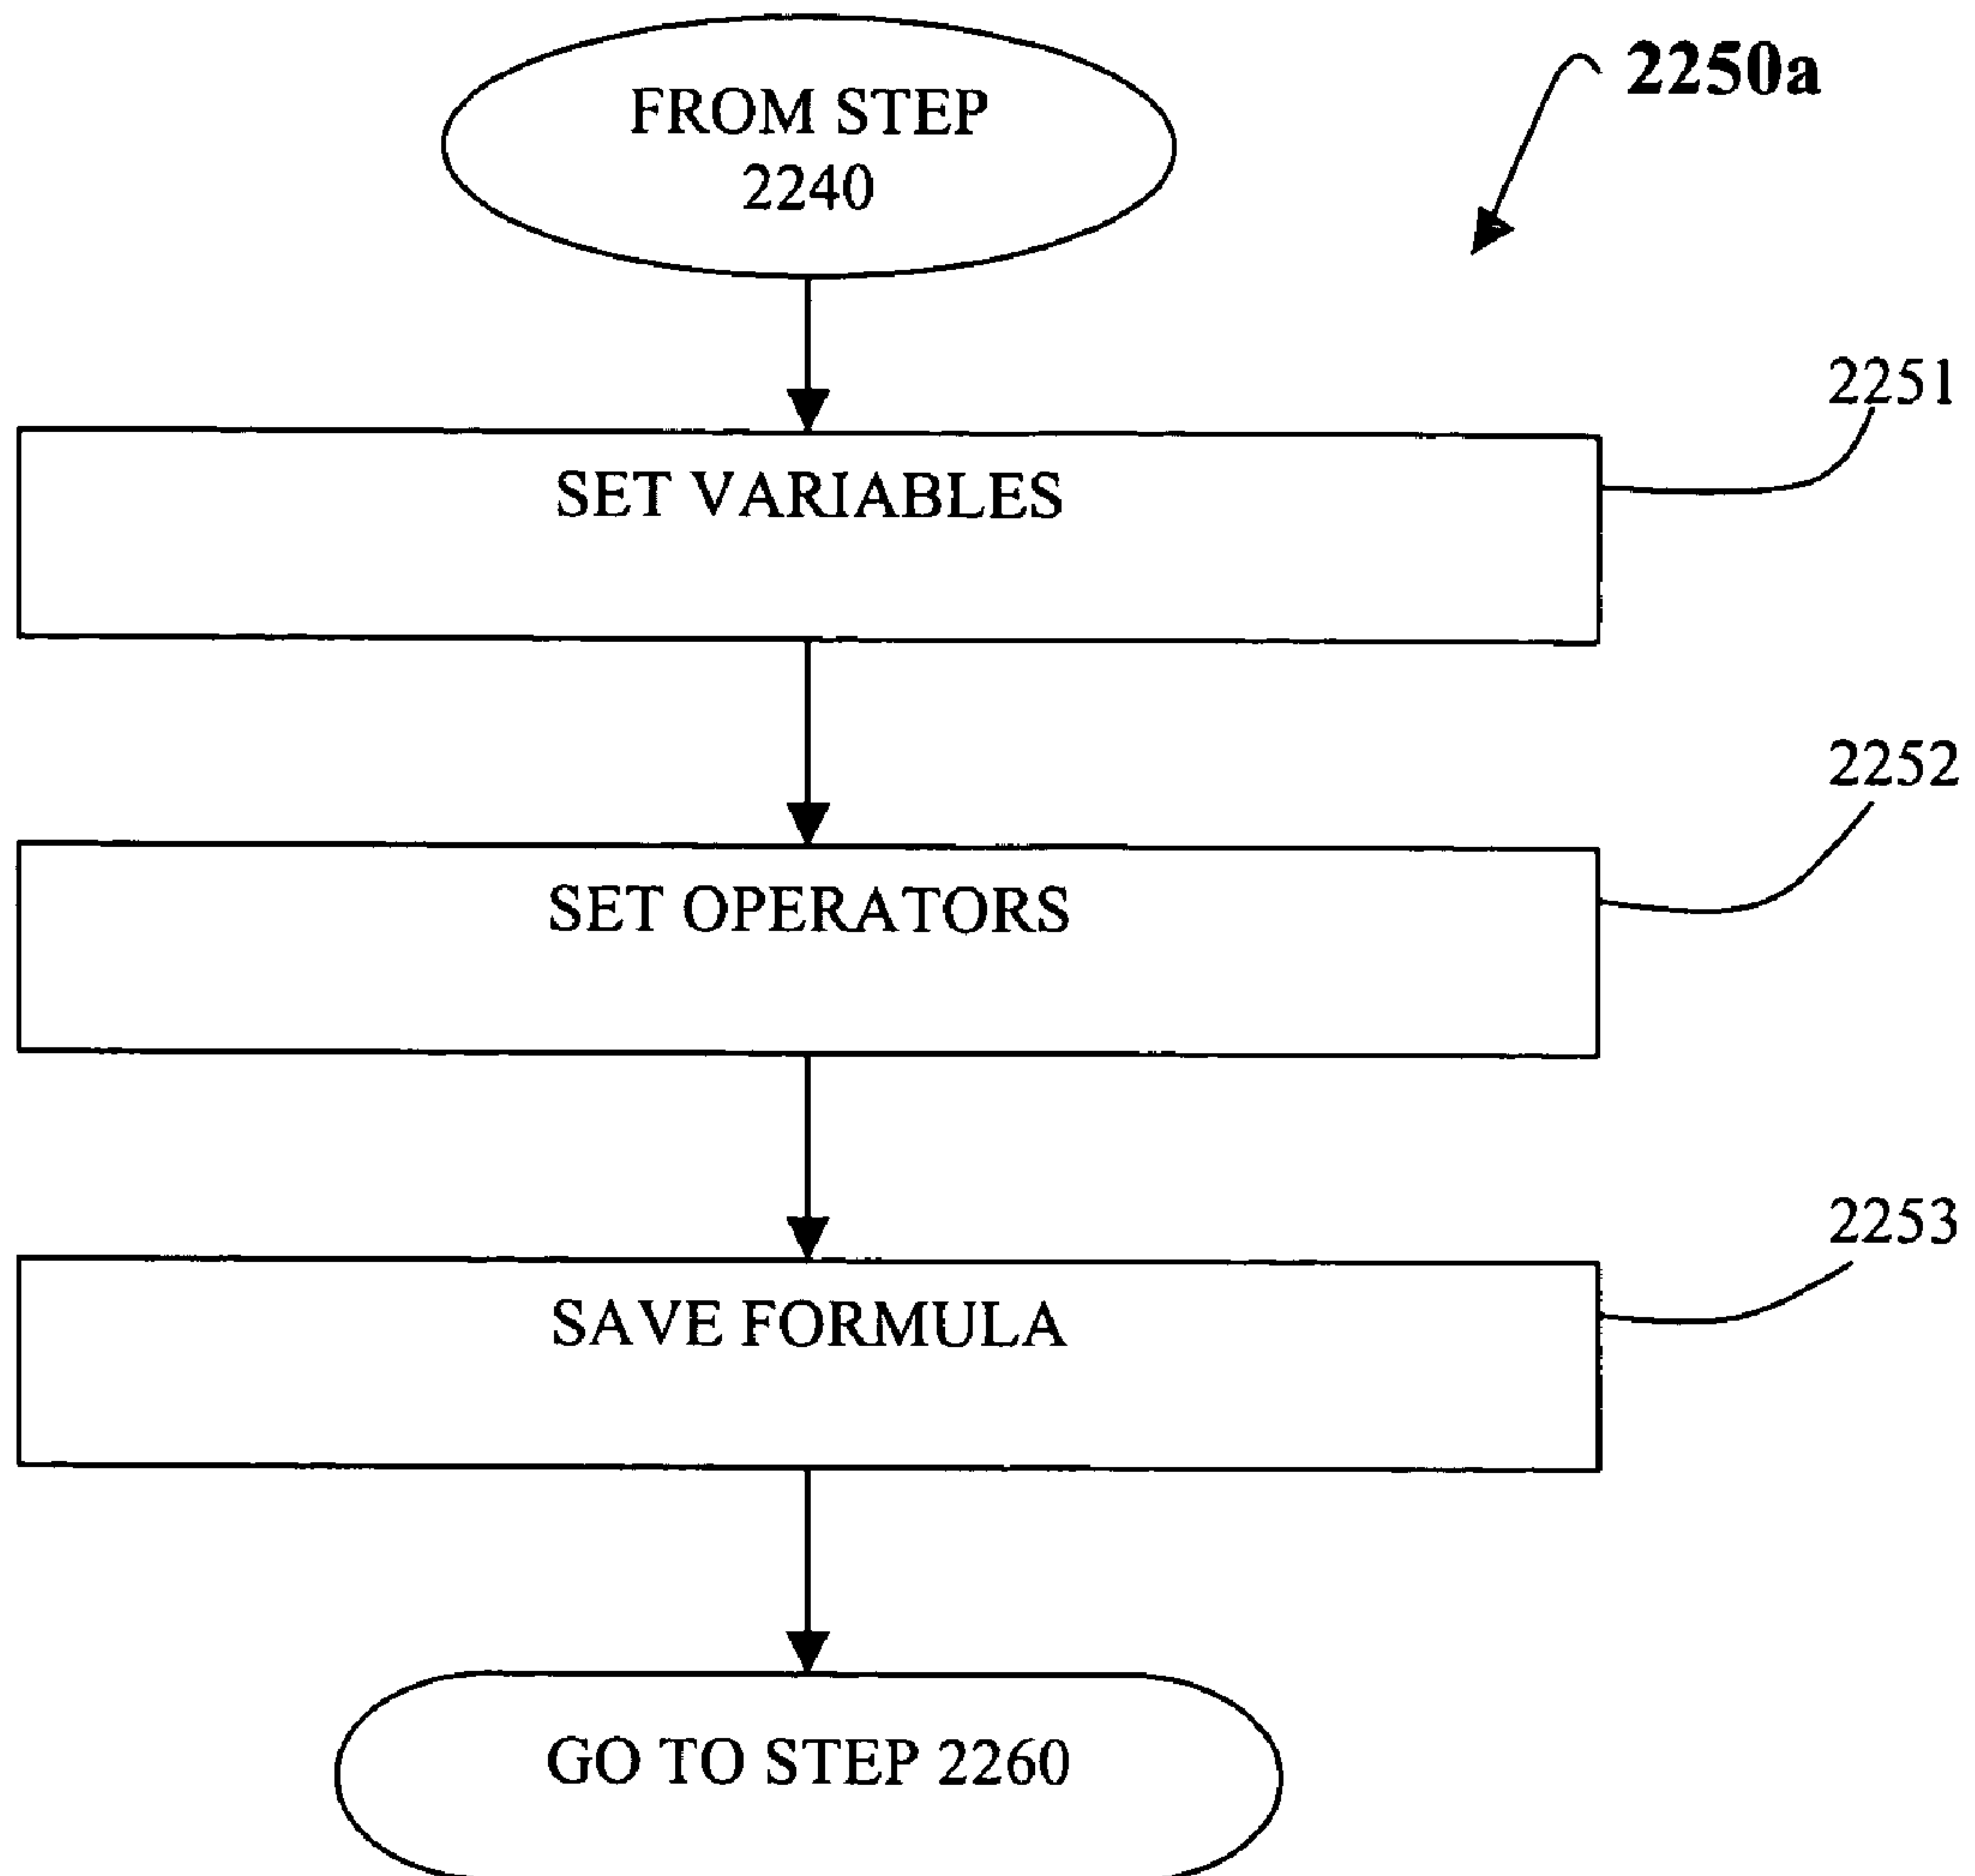 FROM STEP
2240
2250a
2251
SET VARIABLES
2252
SET OPERATORS
2253
SAVE FORMULA
GO TO STEP 2260